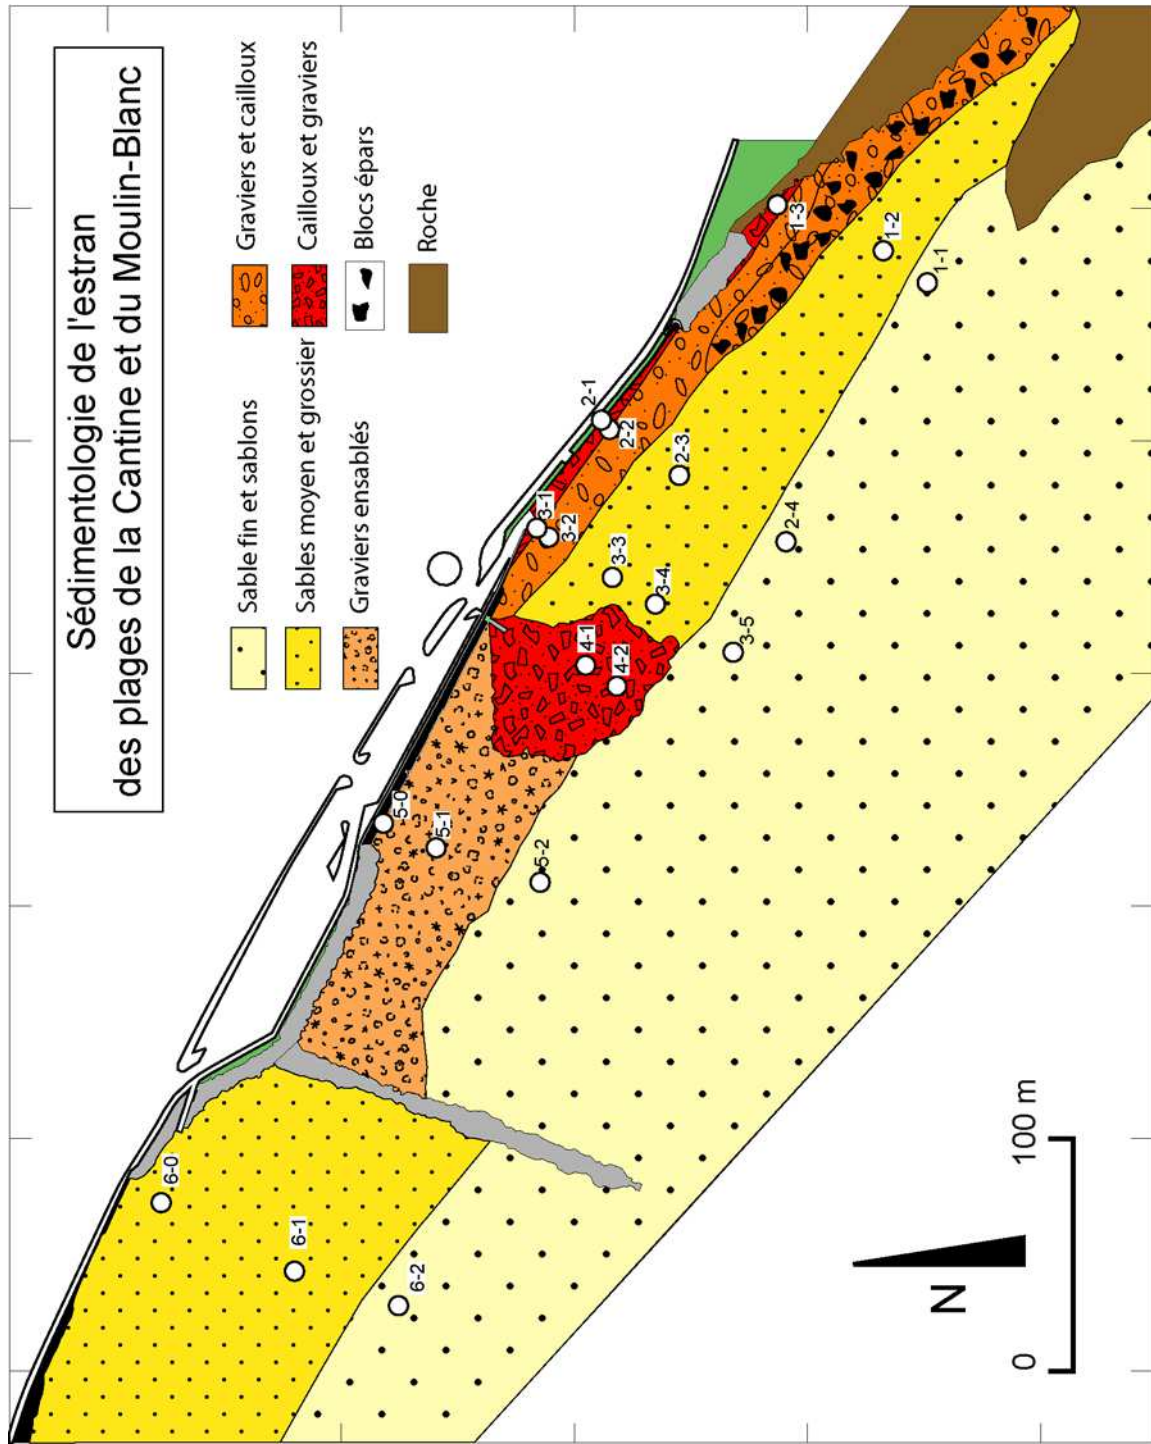 Sédimentologie de l'estran
des plages de la Cantine et du Moulin-Blanc
Sable fin et sablons
Sables moyen et grossier
Graviers ensablés
Graviers et cailloux
Cailloux et graviers
Blocs épars
Roche
6-0
6-1
6-2
5-0
5-1
5-2
4-1
4-2
3-1
3-2
3-3
3-4
3-5
2-1
2-2
2-3
2-4
1-3
1-2
1-1
N
0 100 m